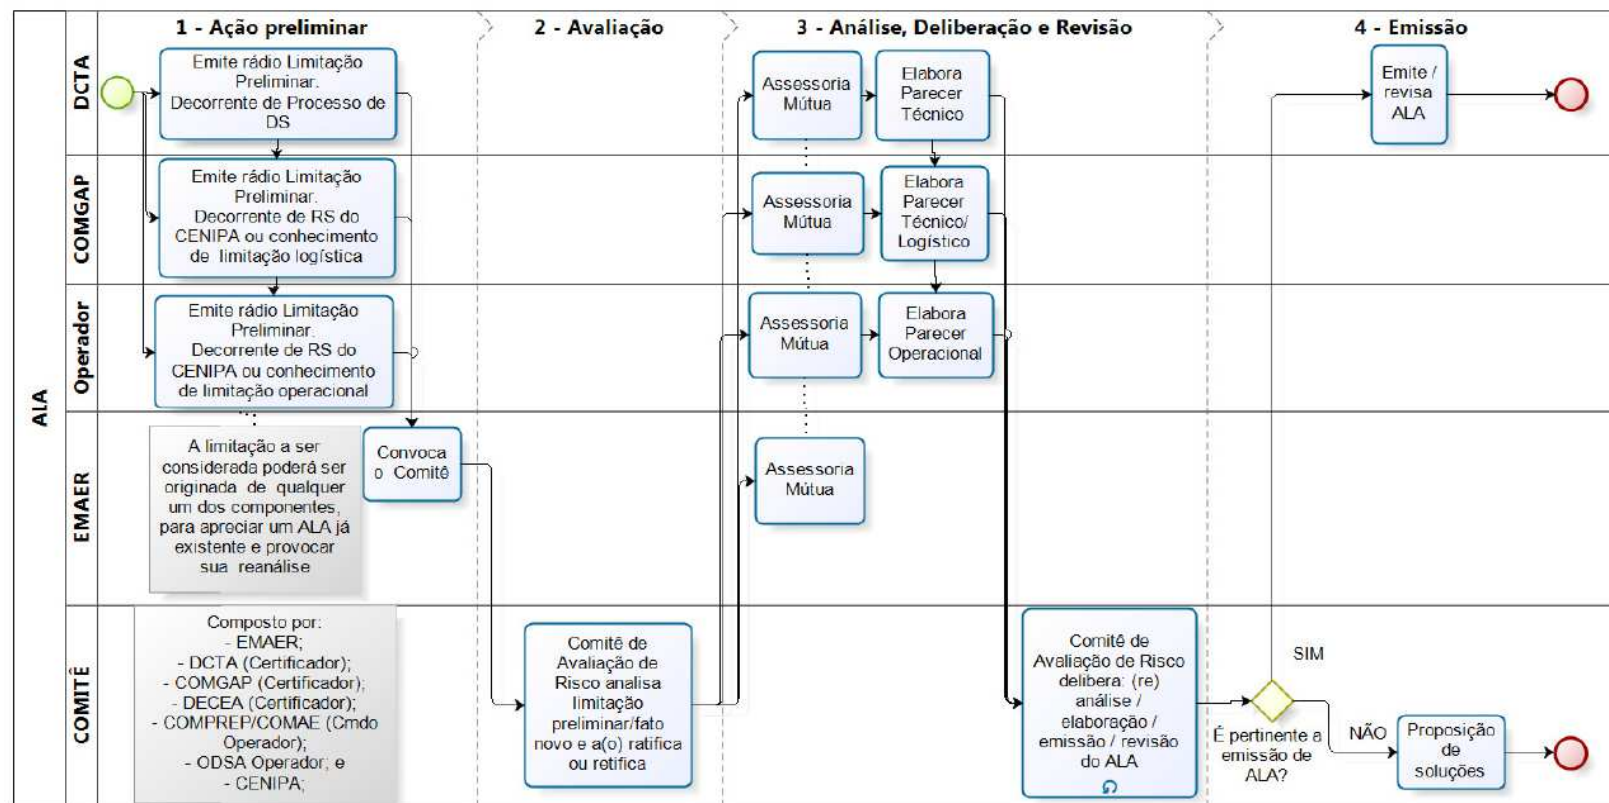 1 - Ação preliminar
2 - Avaliação
3 - Análise, Deliberação e Revisão
4 - Emissão
ALA
DCTA
Emite rádio Limitação
Preliminar.
Decorrente de Processo de
DS
Assessoria
Mútua
Elabora
Parecer
Técnico
Emite /
revisa
ALA
COMGAP
Emite rádio Limitação
Preliminar.
Decorrente de RS do
CENIPA ou conhecimento
de limitação logística
Assessoria
Mútua
Elabora
Parecer
Técnico/
Logístico
Operador
Emite rádio Limitação
Preliminar.
Decorrente de RS do
CENIPA ou conhecimento
de limitação operacional
Assessoria
Mútua
Elabora
Parecer
Operacional
EMAER
A limitação a ser
considerada poderá ser
originada de qualquer
um dos componentes,
para apreciar um ALA já
existente e provocar
sua reanálise
Convoca
o Comitê
Assessoria
Mútua
COMITÊ
Composto por:
- EMAER;
- DCTA (Certificador);
- COMGAP (Certificador);
- DECEA (Certificador);
- COMPREP/COMAE (Cmdo
Operador);
- ODSA Operador; e
- CENIPA;
Comitê de
Avaliação de
Risco analisa
limitação
preliminar/fato
novo e a(o) ratifica
ou retifica
Comitê de
Avaliação de Risco
delibera: (re)
análise /
elaboração /
emissão / revisão
do ALA
É pertinente a
emissão de
ALA?
SIM
NÃO
Proposição
de
soluções